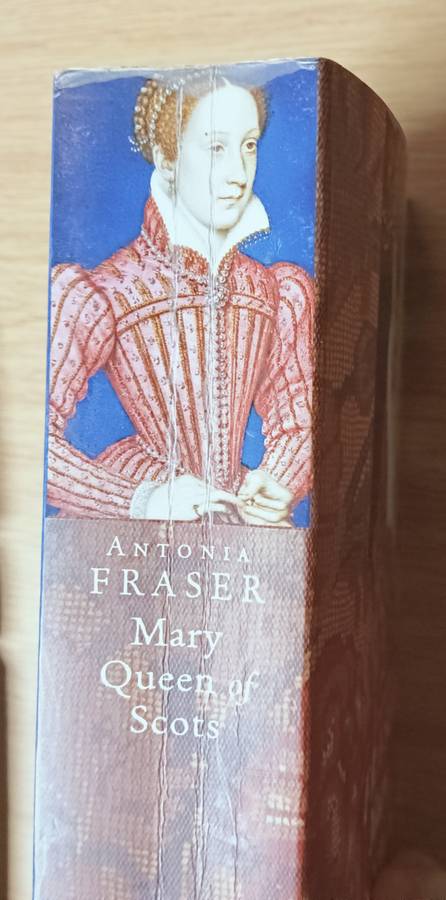 ANTONIA
FRASER
Mary
Queen of
Scots